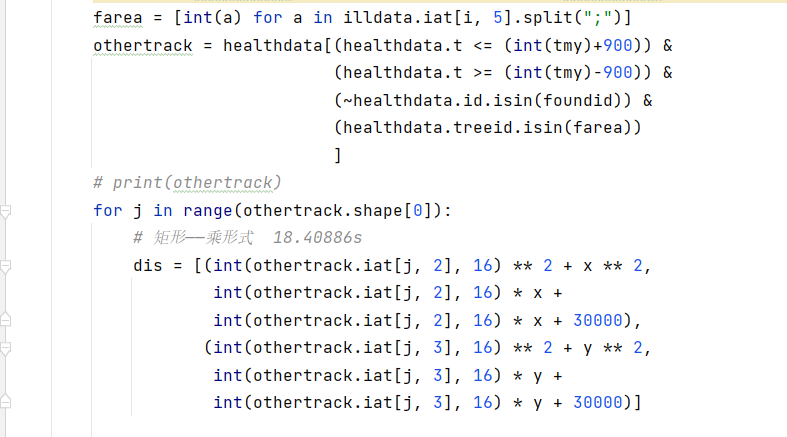 farea = [int(a) for a in illdata.iat[i, 5].split(";")]
othertrack = healthdata[(healthdata.t <= (int(tmy)+900)) &
(healthdata.t >= (int(tmy)-900)) &
(~healthdata.id.isin(foundid)) &
(healthdata.treeid.isin(farea))
]
# print(othertrack)
for j in range(othertrack.shape[0]):
# 矩形——乘形式  18.40886s
dis = [(int(othertrack.iat[j, 2], 16) ** 2 + x ** 2,
int(othertrack.iat[j, 2], 16) * x +
int(othertrack.iat[j, 2], 16) * x + 30000),
(int(othertrack.iat[j, 3], 16) ** 2 + y ** 2,
int(othertrack.iat[j, 3], 16) * y +
int(othertrack.iat[j, 3], 16) * y + 30000)]